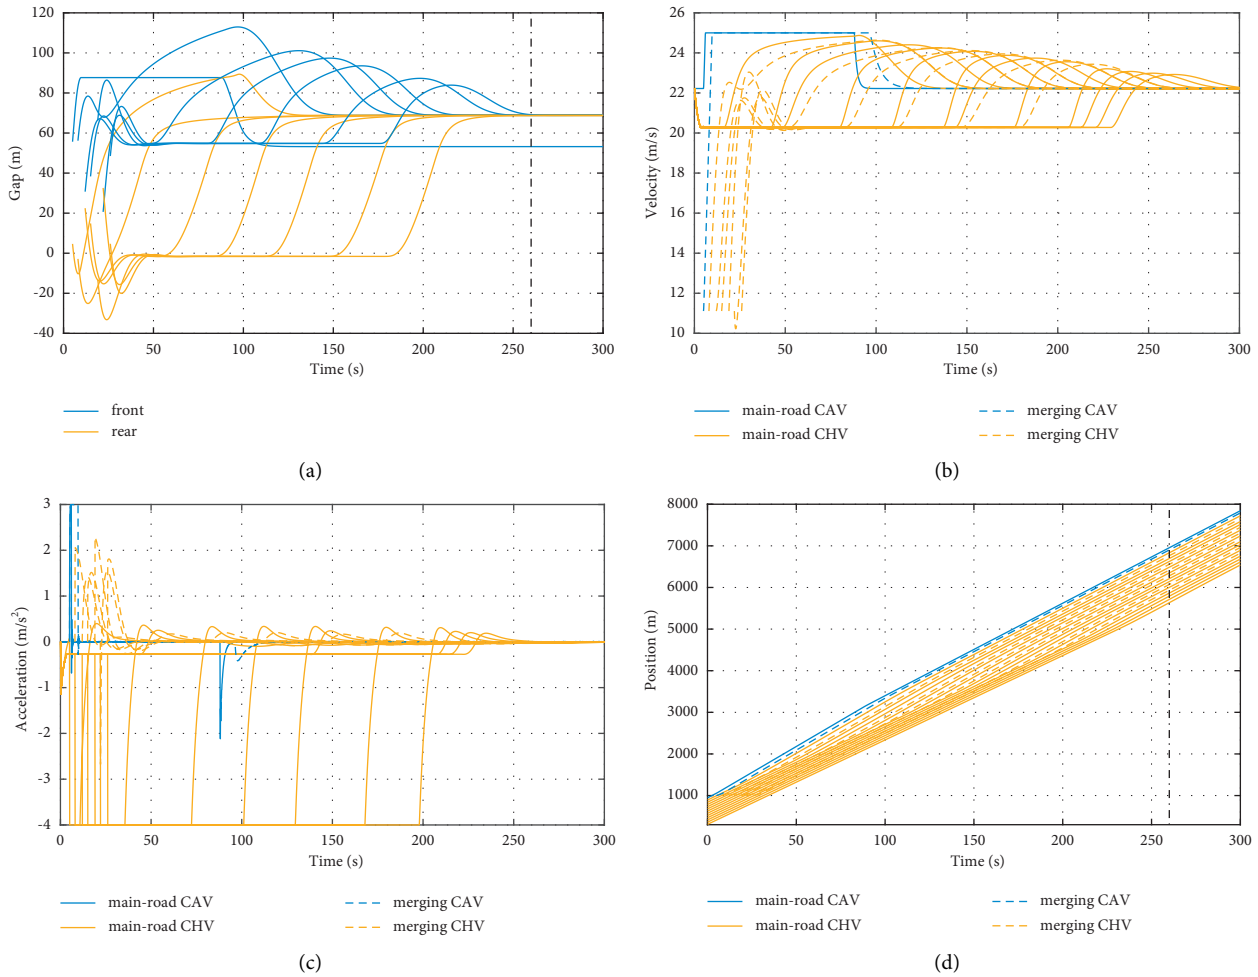 120
100
80
60
40
20
0
-20
-40
Gap (m)
0 50 100 150 200 250 300
Time (s)
front
rear
(a)
26
24
22
20
18
16
14
12
10
Velocity (m/s)
0 50 100 150 200 250 300
Time (s)
main-road CAV merging CAV
main-road CHV merging CHV
(b)
3
2
1
0
-1
-2
-3
-4
Acceleration (m/s²)
0 50 100 150 200 250 300
Time (s)
main-road CAV merging CAV
main-road CHV merging CHV
(c)
8000
7000
6000
5000
4000
3000
2000
1000
Position (m)
0 50 100 150 200 250 300
Time (s)
main-road CAV merging CAV
main-road CHV merging CHV
(d)